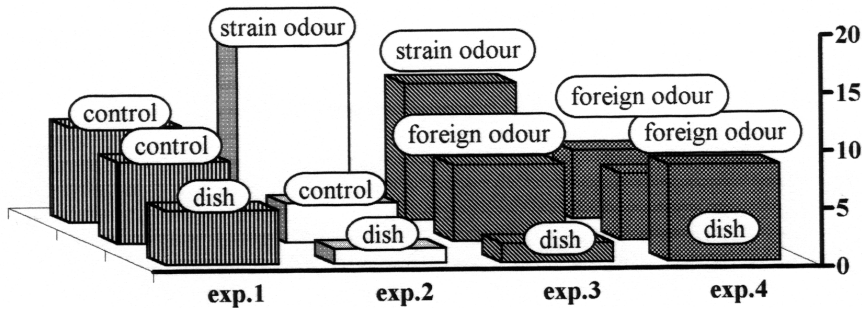 strain odour
20
strain odour
15
control
foreign odour
control
foreign odour
foreign odour
10
dish
control
5
dish
dish
dish
0
exp.1
exp.2
exp.3
exp.4